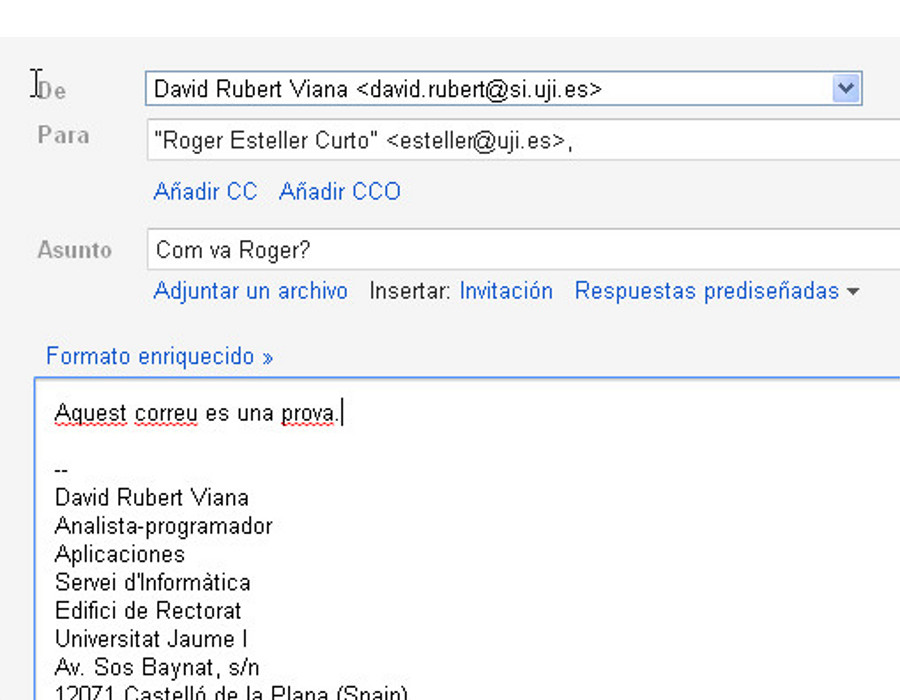 De David Rubert Viana <david.rubert@si.uji.es>
Para "Roger Esteller Curto" <esteller@uji.es>,
Añadir CC Añadir CCO
Asunto Com va Roger?
Adjuntar un archivo Insertar: Invitación Respuestas prediseñadas
Formato enriquecido »
Aquest correu es una prova.
--
David Rubert Viana
Analista-programador
Aplicaciones
Servei d'Informàtica
Edifici de Rectorat
Universitat Jaume I
Av. Sos Baynat, s/n
12071 Castelló de la Plana (Spain)